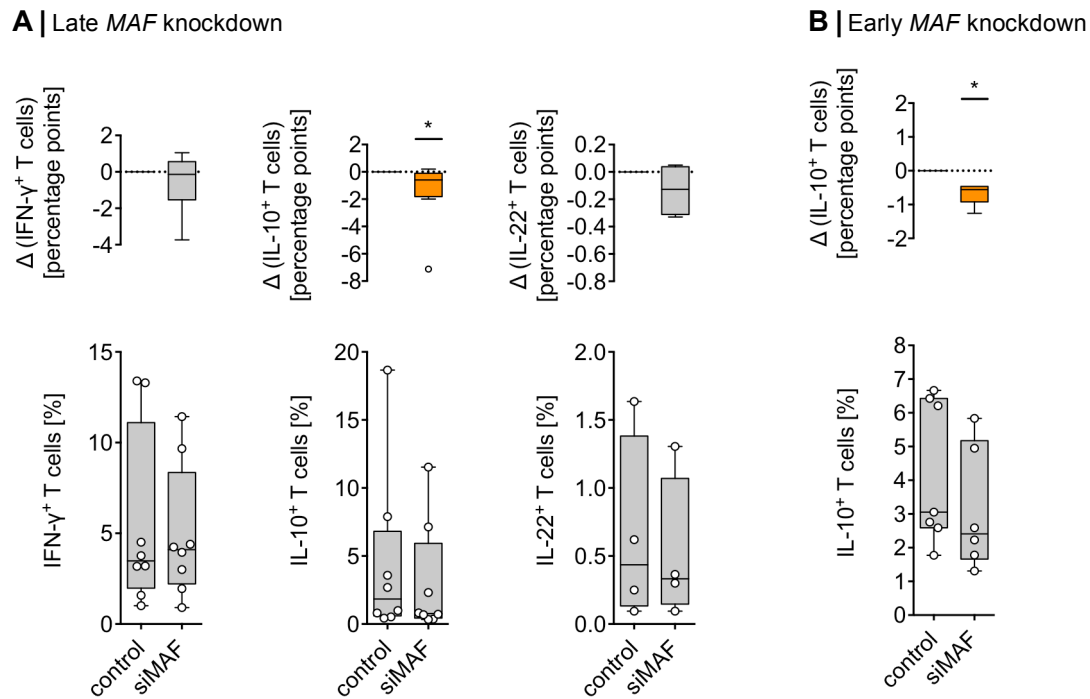 A | Late MAF knockdown
B | Early MAF knockdown
Δ (IFN-γ⁺ T cells)
[percentage points]
2
0
-2
-4
Δ (IL-10⁺ T cells)
[percentage points]
*
2
0
-2
-4
-6
-8
Δ (IL-22⁺ T cells)
[percentage points]
0.2
0.0
-0.2
-0.4
-0.6
-0.8
Δ (IL-10⁺ T cells)
[percentage points]
*
2
1
0
-1
-2
IFN-γ⁺ T cells [%]
15
10
5
0
control
siMAF
IL-10⁺ T cells [%]
20
15
10
5
0
control
siMAF
IL-22⁺ T cells [%]
2.0
1.5
1.0
0.5
0.0
control
siMAF
IL-10⁺ T cells [%]
8
7
6
5
4
3
2
1
0
control
siMAF